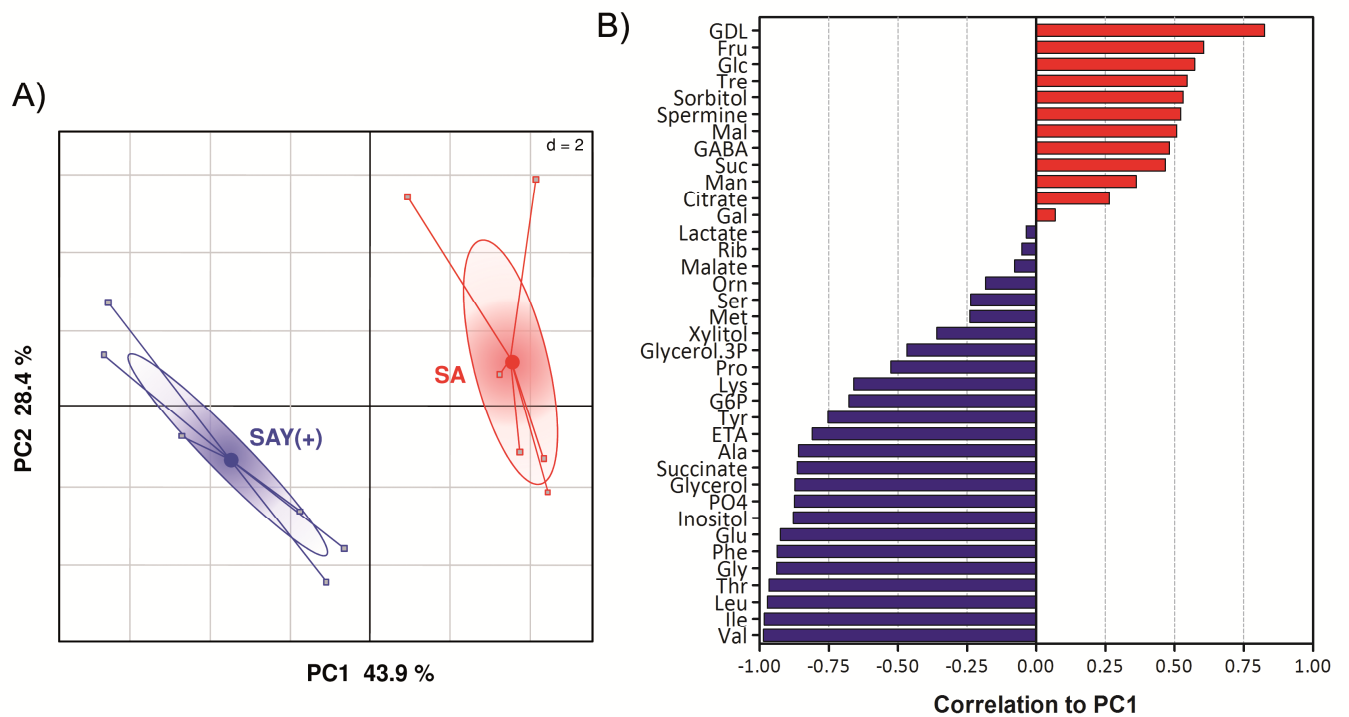 A)
d = 2
SA
SAY(+)
PC2 28.4 %
PC1 43.9 %
B)
GDL
Fru
Glc
Tre
Sorbitol
Spermine
Mal
GABA
Suc
Man
Citrate
Gal
Lactate
Rib
Malate
Orn
Ser
Met
Xylitol
Glycerol.3P
Pro
Lys
G6P
Tyr
ETA
Ala
Succinate
Glycerol
PO4
Inositol
Glu
Phe
Gly
Thr
Leu
Ile
Val
-1.00 -0.75 -0.50 -0.25 0.00 0.25 0.50 0.75 1.00
Correlation to PC1